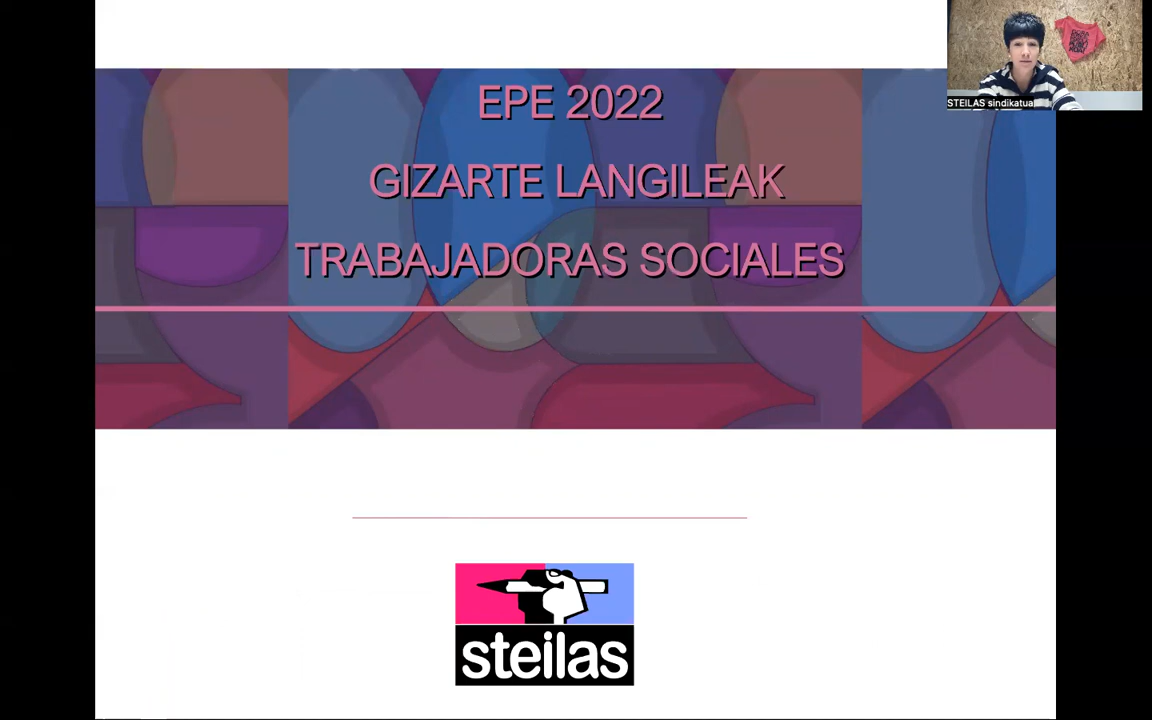 EPE 2022
GIZARTE LANGILEAK
TRABAJADORAS SOCIALES
STEILAS sindikatua
steilas